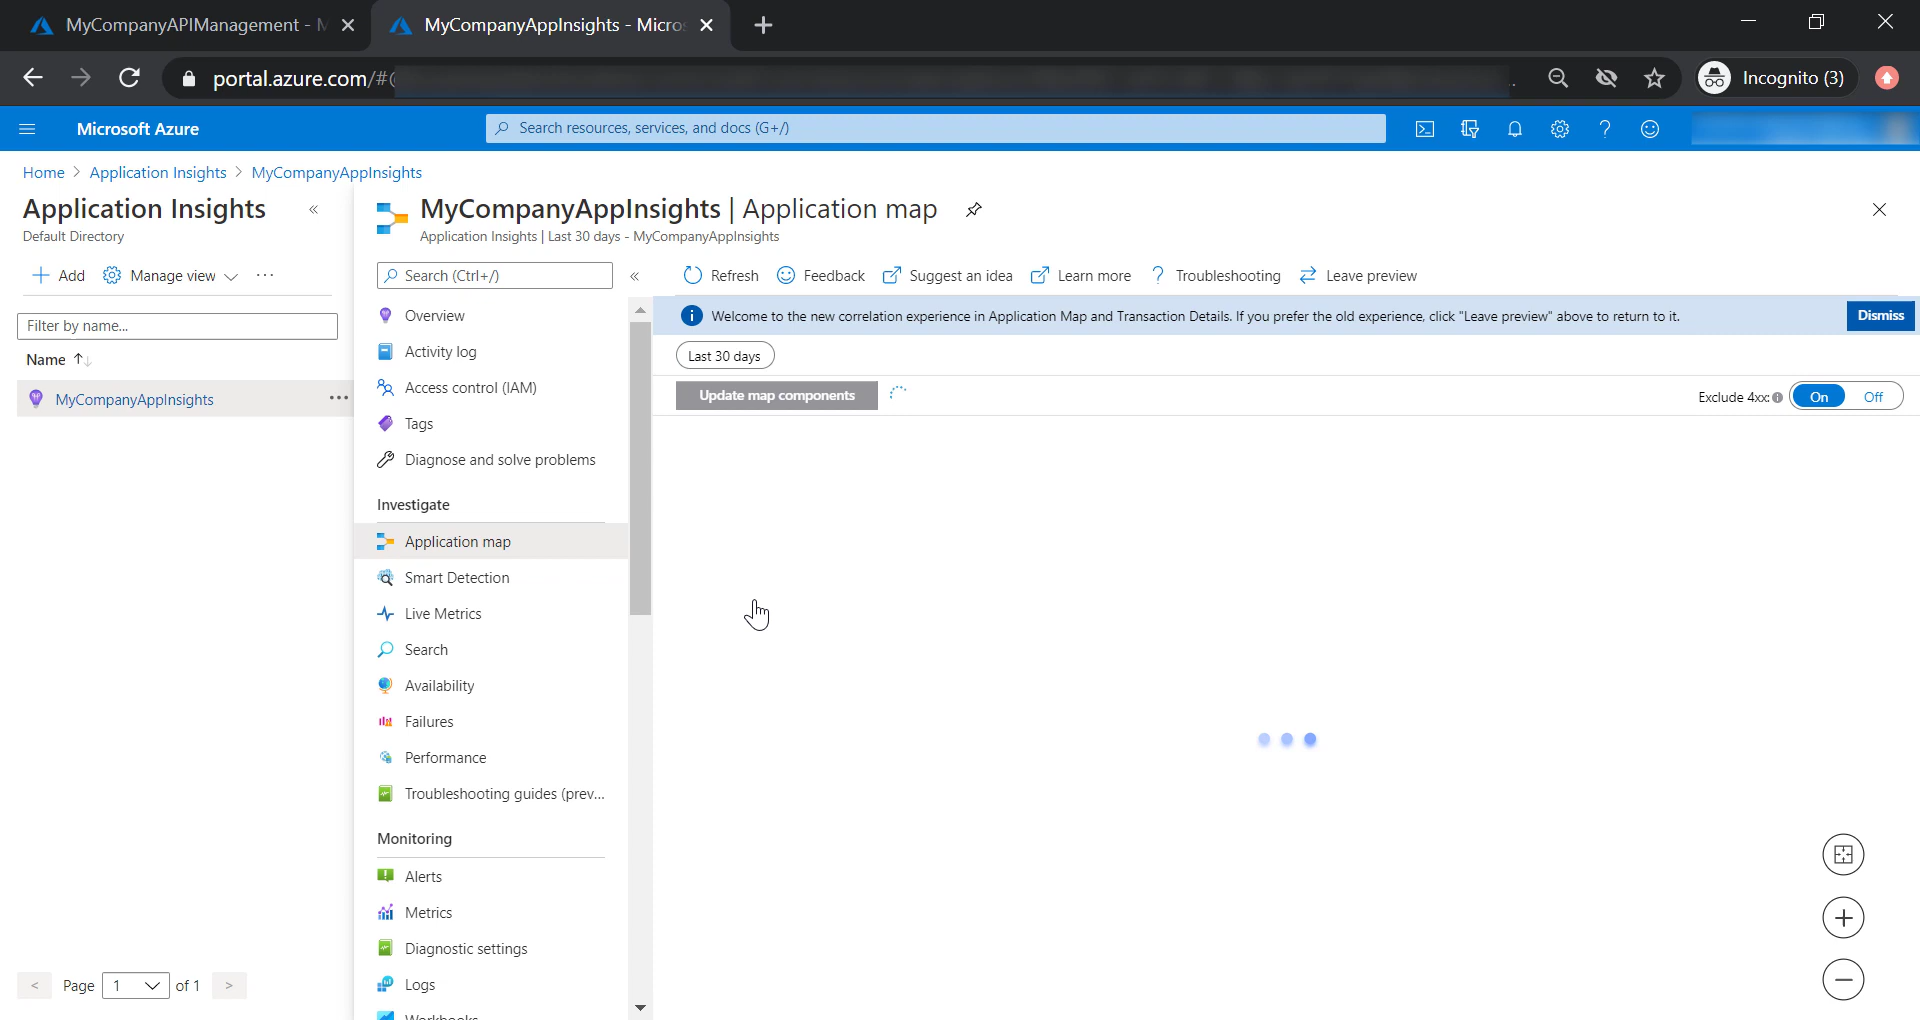 MyCompanyAPIManagement -
MyCompanyAppInsights - Micro
portal.azure.com/#
Incognito (3)
Microsoft Azure
Search resources, services, and docs (G+/)
Home > Application Insights > MyCompanyAppInsights
Application Insights
Default Directory
MyCompanyAppInsights | Application map
Application Insights | Last 30 days - MyCompanyAppInsights
Add
Manage view
Search (Ctrl+/)
Refresh
Feedback
Suggest an idea
Learn more
Troubleshooting
Leave preview
Filter by name...
Name
MyCompanyAppInsights
Overview
Activity log
Access control (IAM)
Tags
Diagnose and solve problems
Investigate
Application map
Smart Detection
Live Metrics
Search
Availability
Failures
Performance
Troubleshooting guides (prev...
Monitoring
Alerts
Metrics
Diagnostic settings
Logs
Workbooks
Welcome to the new correlation experience in Application Map and Transaction Details. If you prefer the old experience, click "Leave preview" above to return to it.
Dismiss
Last 30 days
Update map components
Exclude 4xx:
On
Off
< Page 1 of 1 >